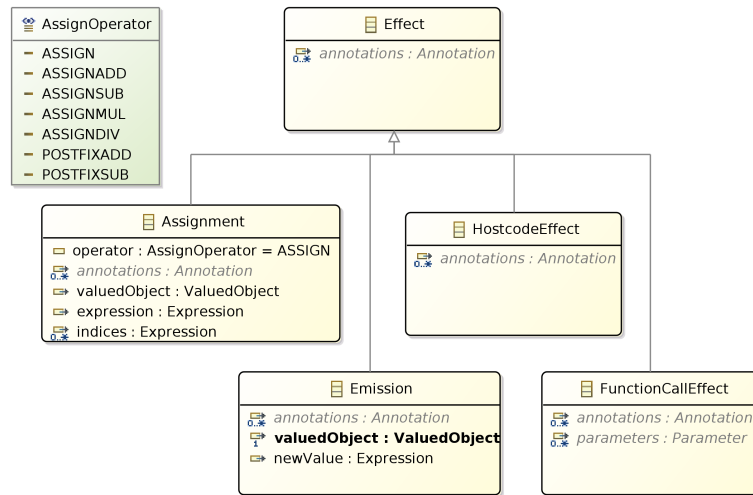 AssignOperator
ASSIGN
ASSIGNADD
ASSIGNSUB
ASSIGNMUL
ASSIGNDIV
POSTFIXADD
POSTFIXSUB
Effect
0..*
annotations : Annotation
Assignment
operator : AssignOperator = ASSIGN
0..*
annotations : Annotation
valuedObject : ValuedObject
expression : Expression
0..*
indices : Expression
HostcodeEffect
0..*
annotations : Annotation
Emission
0..*
annotations : Annotation
1
valuedObject : ValuedObject
newValue : Expression
FunctionCallEffect
0..*
annotations : Annotation
0..*
parameters : Parameter